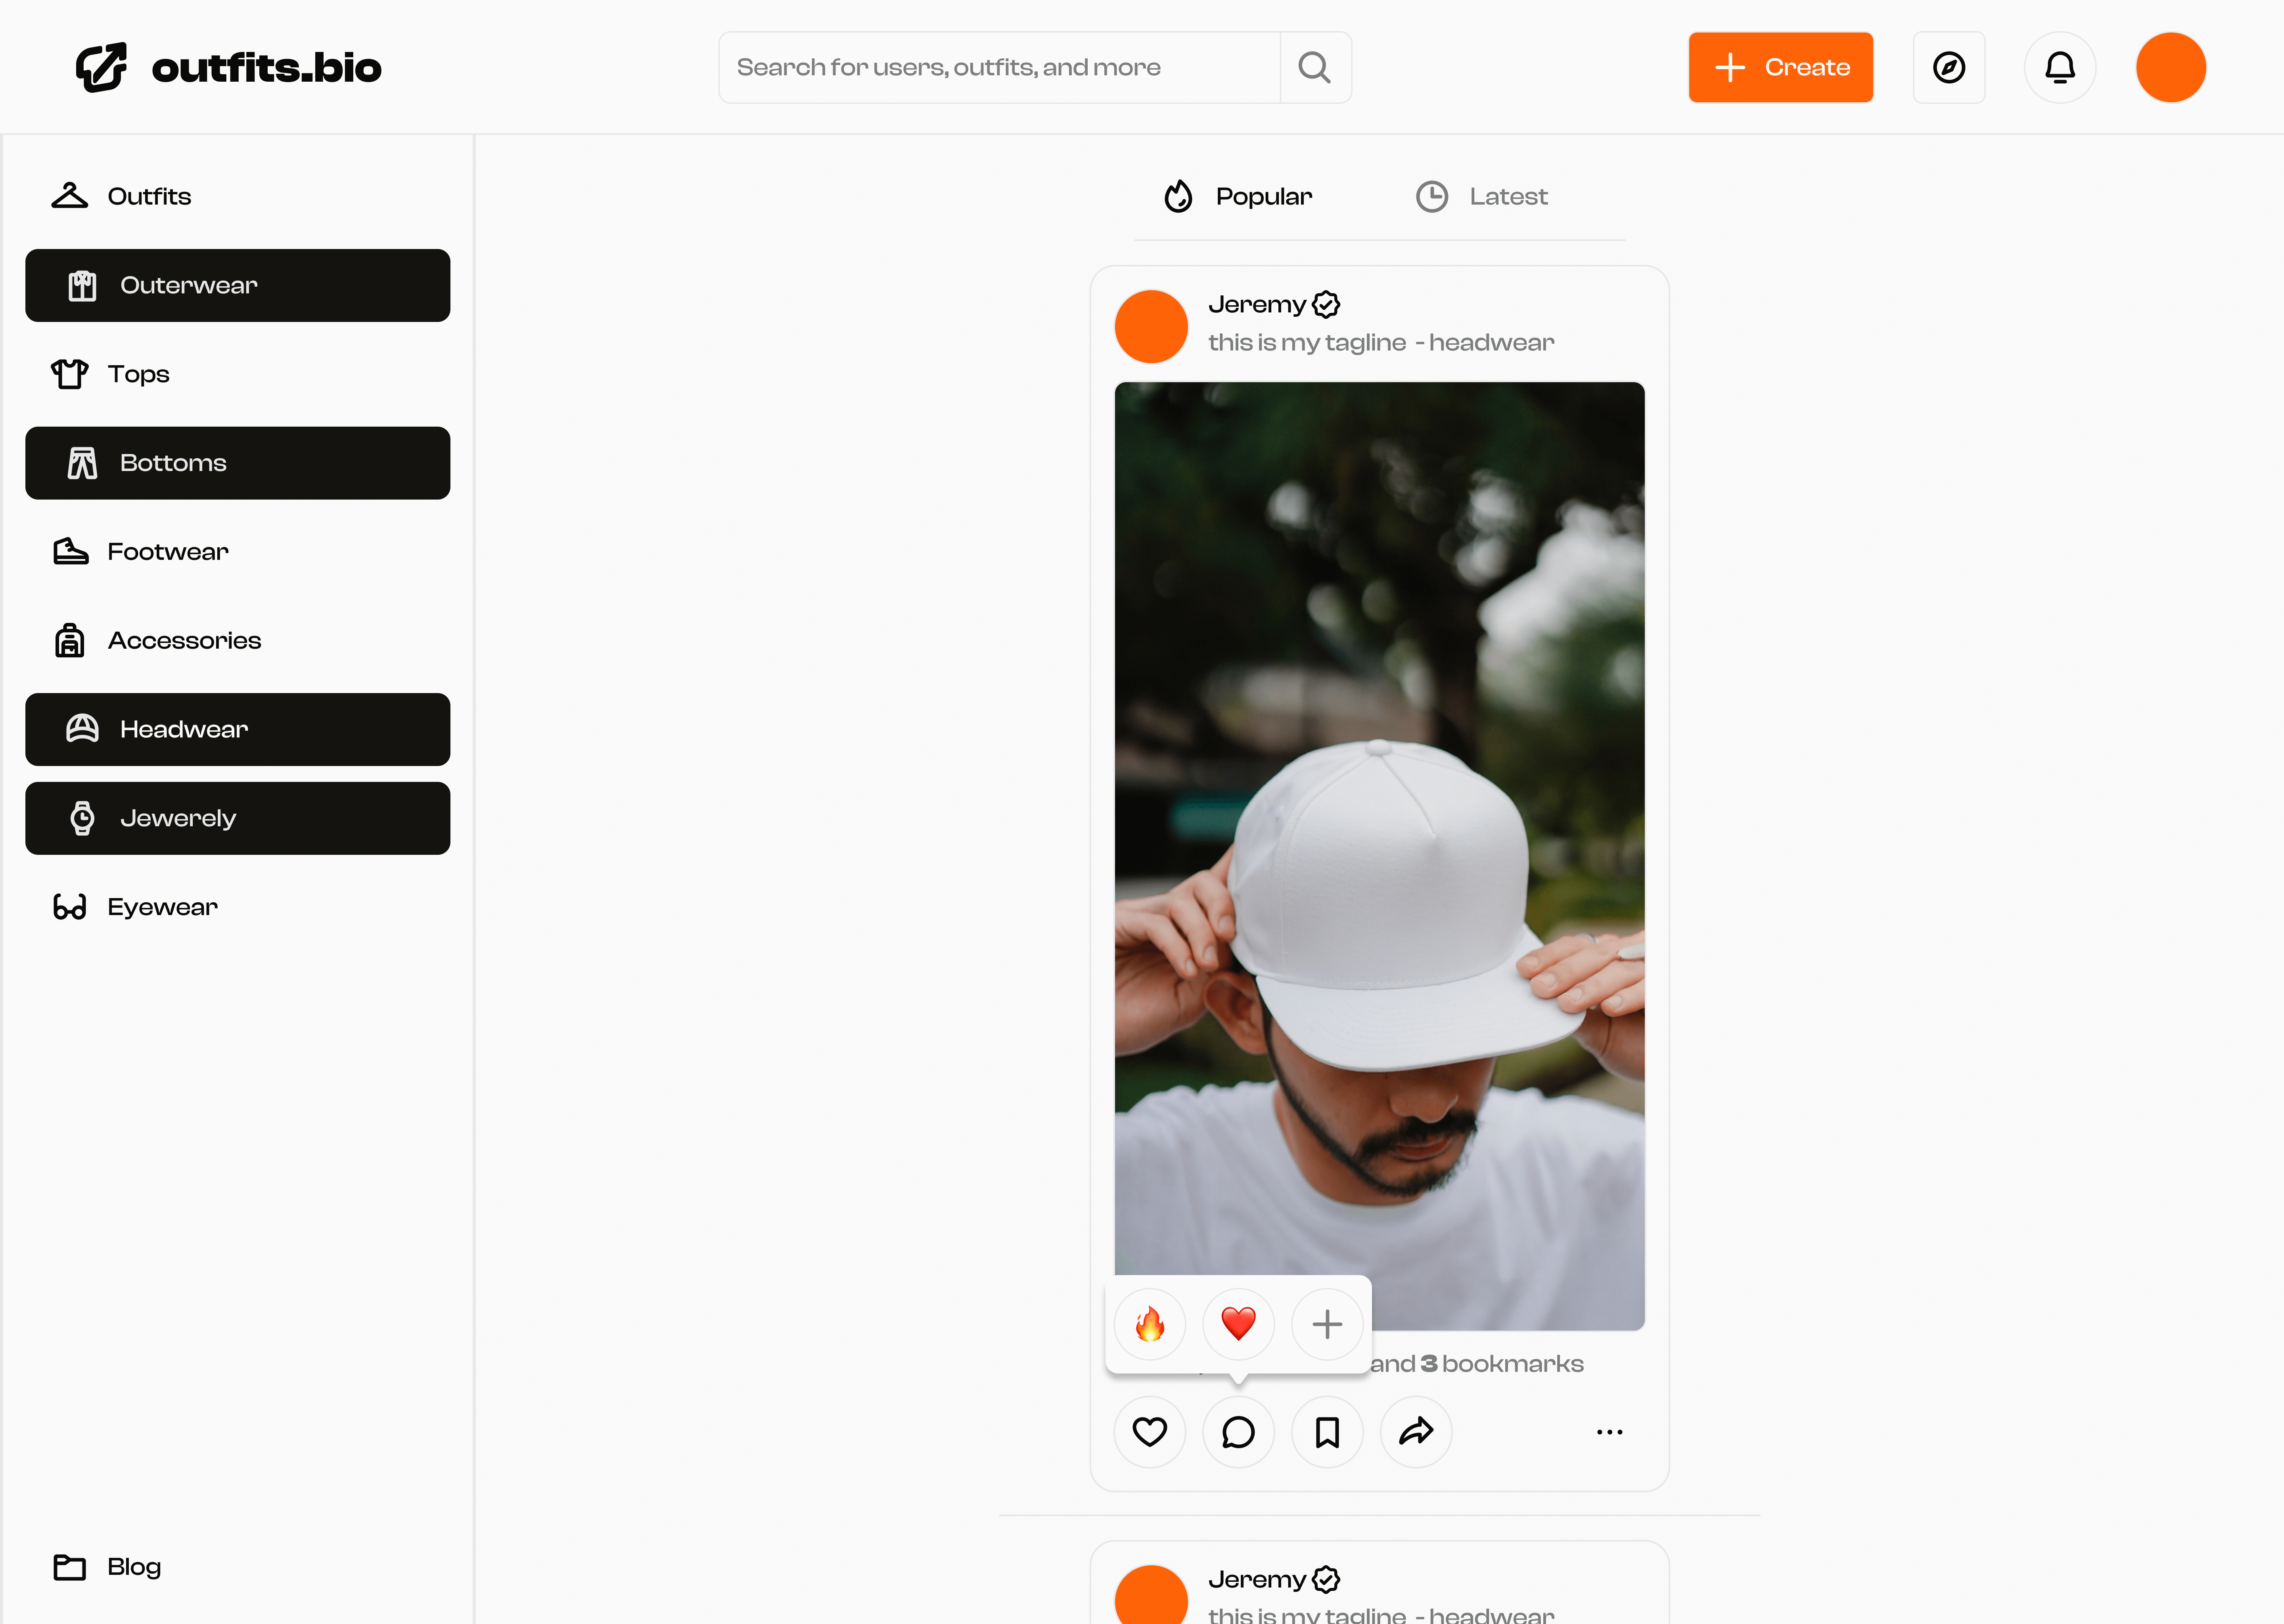 outfits.bio
Search for users, outfits, and more
Create
Outfits
Outerwear
Tops
Bottoms
Footwear
Accessories
Headwear
Jewerely
Eyewear
Blog
Popular
Latest
Jeremy
this is my tagline - headwear
and 3 bookmarks
Jeremy
this is my tagline - headwear